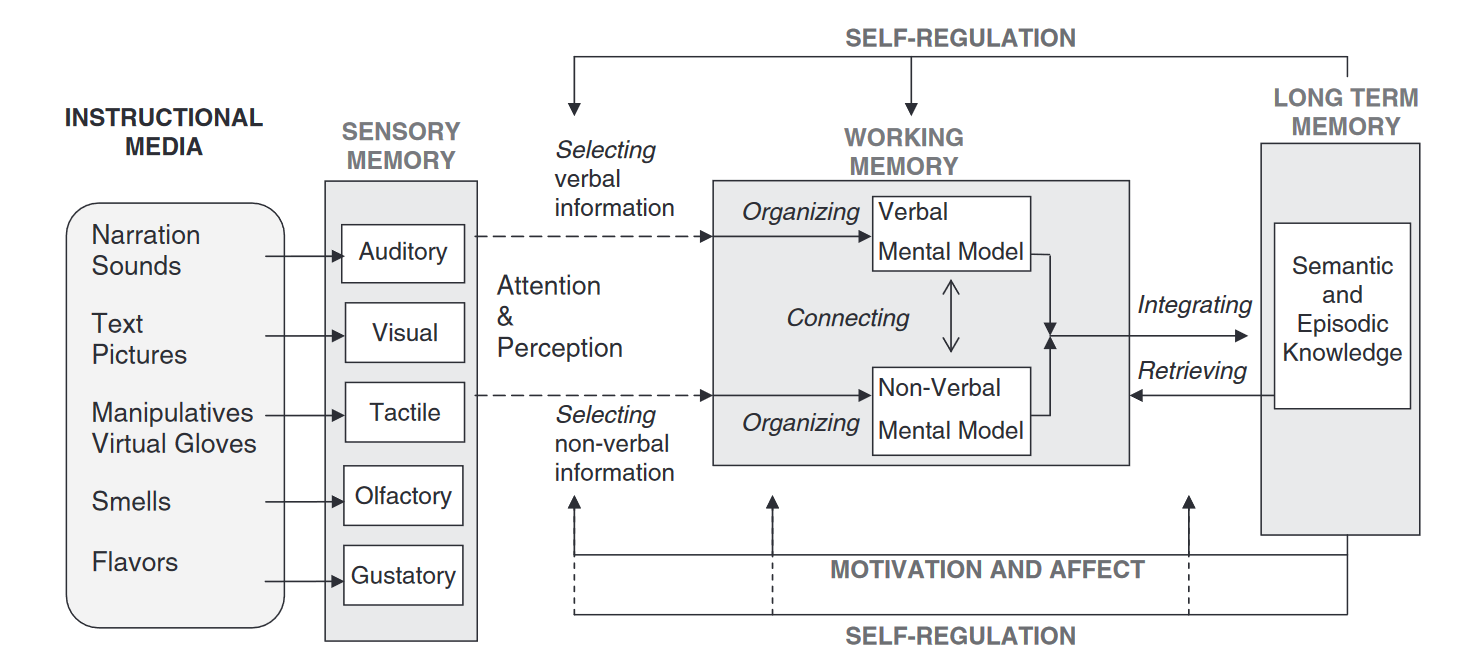 SELF-REGULATION
INSTRUCTIONAL
MEDIA
SENSORY
MEMORY
WORKING
MEMORY
LONG TERM
MEMORY
Narration
Sounds
Text
Pictures
Manipulatives
Virtual Gloves
Smells
Flavors
Auditory
Visual
Tactile
Olfactory
Gustatory
Selecting
verbal
information
Attention
&
Perception
Selecting
non-verbal
information
Organizing
Verbal
Mental Model
Connecting
Organizing
Non-Verbal
Mental Model
Integrating
Retrieving
Semantic
and
Episodic
Knowledge
MOTIVATION AND AFFECT
SELF-REGULATION